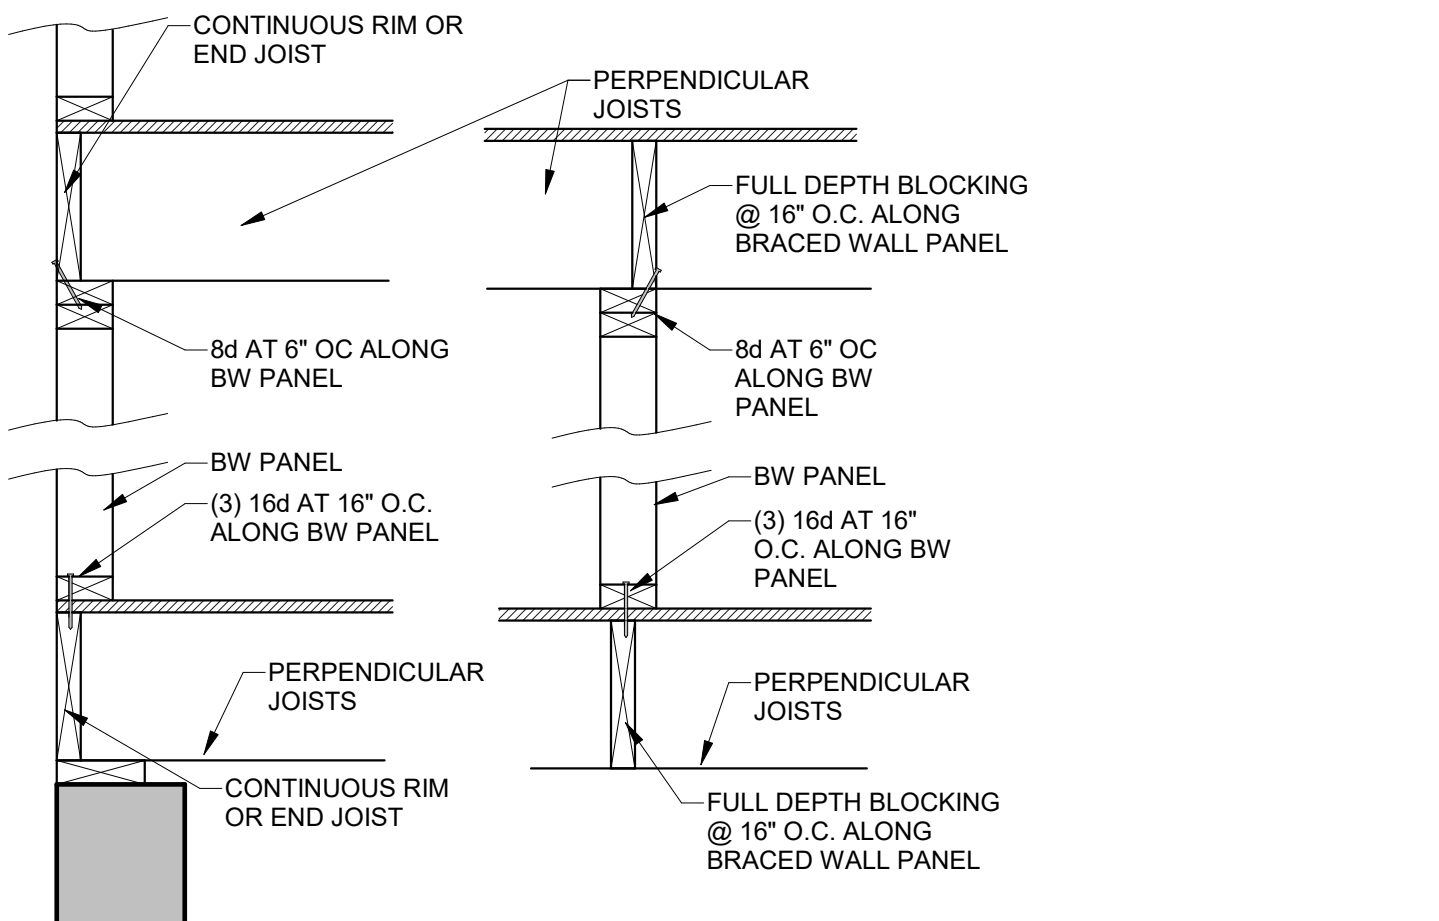 CONTINUOUS RIM OR
END JOIST
PERPENDICULAR
JOISTS
FULL DEPTH BLOCKING
@ 16" O.C. ALONG
BRACED WALL PANEL
8d AT 6" OC ALONG
BW PANEL
8d AT 6" OC
ALONG BW
PANEL
BW PANEL
(3) 16d AT 16" O.C.
ALONG BW PANEL
BW PANEL
(3) 16d AT 16"
O.C. ALONG BW
PANEL
PERPENDICULAR
JOISTS
PERPENDICULAR
JOISTS
CONTINUOUS RIM
OR END JOIST
FULL DEPTH BLOCKING
@ 16" O.C. ALONG
BRACED WALL PANEL